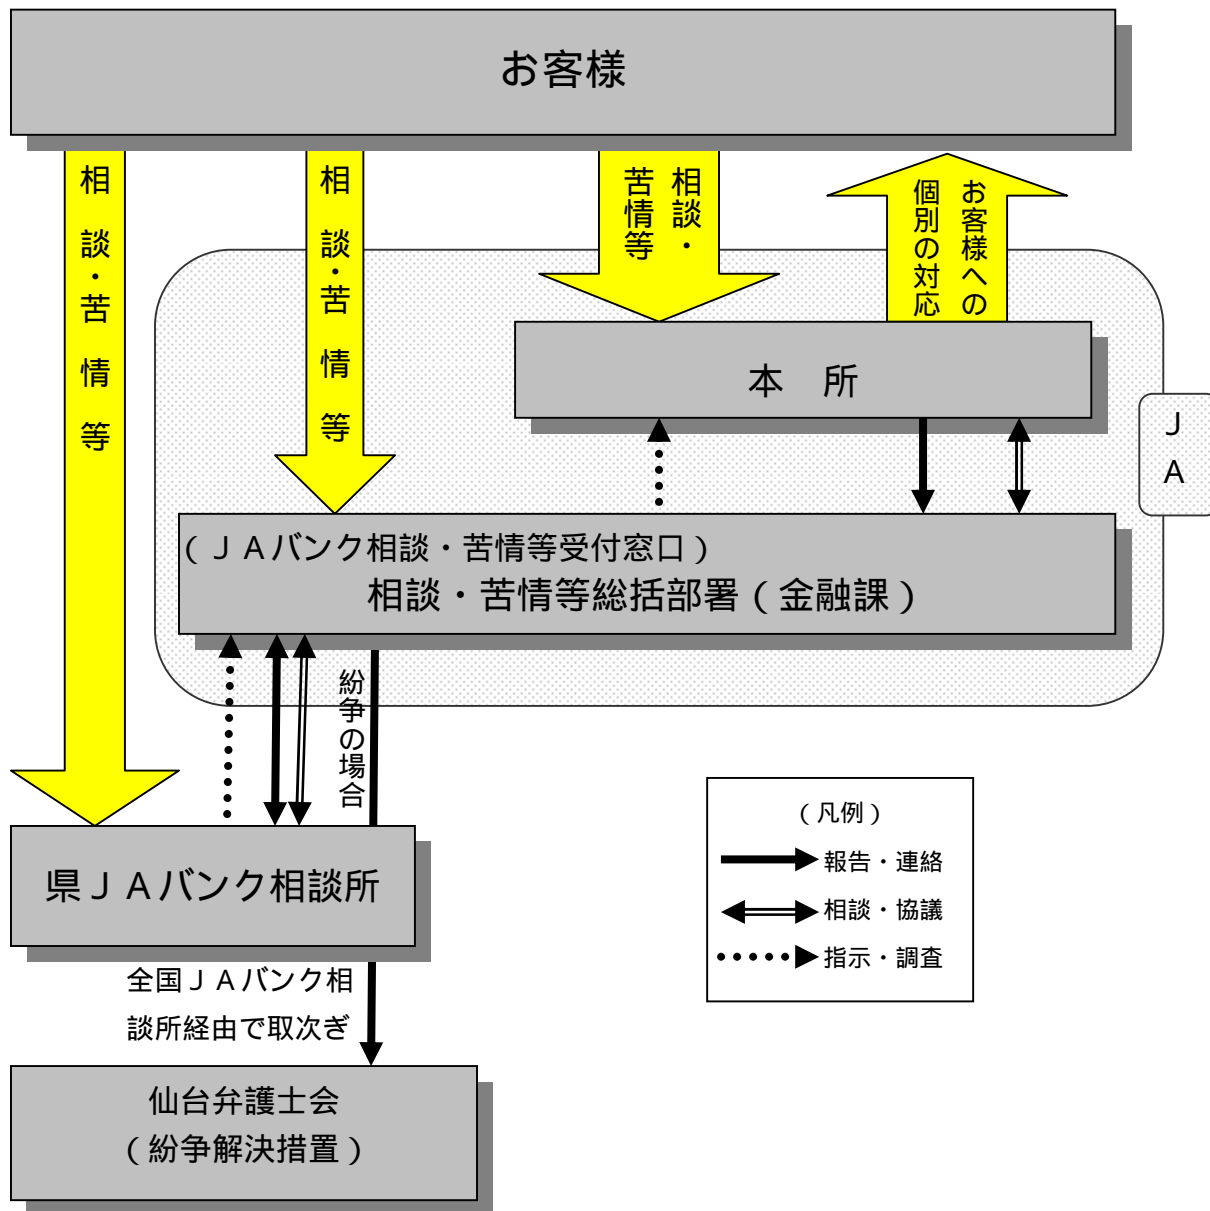 お客様
相談・苦情等
相談・苦情等
相談・
苦情等
お客様への
個別の対応
本　所
ＪＡ
（ＪＡバンク相談・苦情等受付窓口）
相談・苦情等総括部署（金融課）
紛争の場合
県ＪＡバンク相談所
全国ＪＡバンク相
談所経由で取次ぎ
仙台弁護士会
（紛争解決措置）
（凡例）
報告・連絡
相談・協議
指示・調査